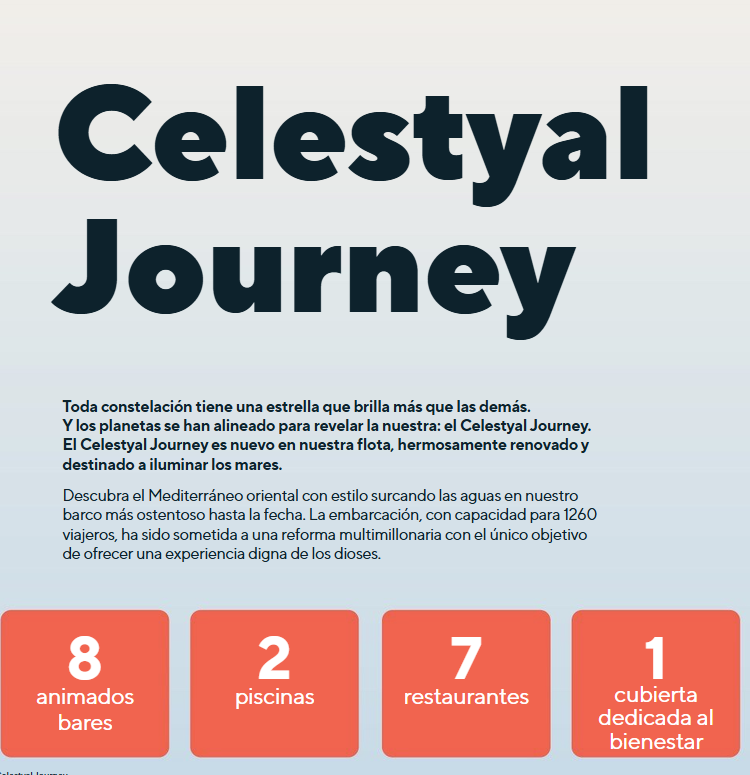 Celestyal
Journey
Toda constelación tiene una estrella que brilla más que las demás.
Y los planetas se han alineado para revelar la nuestra: el Celestyal Journey.
El Celestyal Journey es nuevo en nuestra flota, hermosamente renovado y
destinado a iluminar los mares.
Descubra el Mediterráneo oriental con estilo surcando las aguas en nuestro
barco más ostentoso hasta la fecha. La embarcación, con capacidad para 1260
viajeros, ha sido sometida a una reforma multimillonaria con el único objetivo
de ofrecer una experiencia digna de los dioses.
8
animados
bares
2
piscinas
7
restaurantes
1
cubierta
dedicada al
bienestar